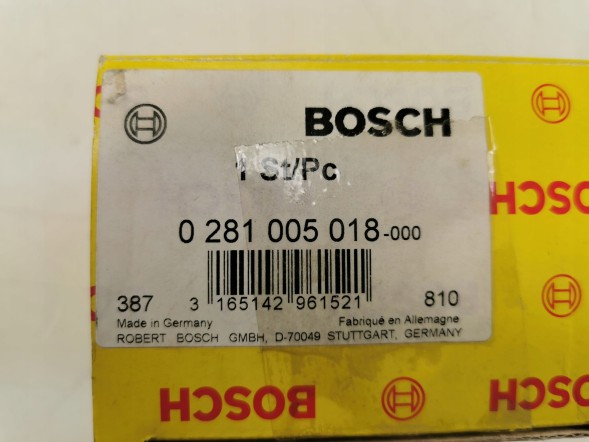 BOSCH
1 St/Pc
0 281 005 018-000
387 3 165142 961521 810
Made in Germany Fabriqué en Allemagne
ROBERT BOSCH GMBH, D-70049 STUTTGART, GERMANY
BOSCH
BOSCH
BOSCH